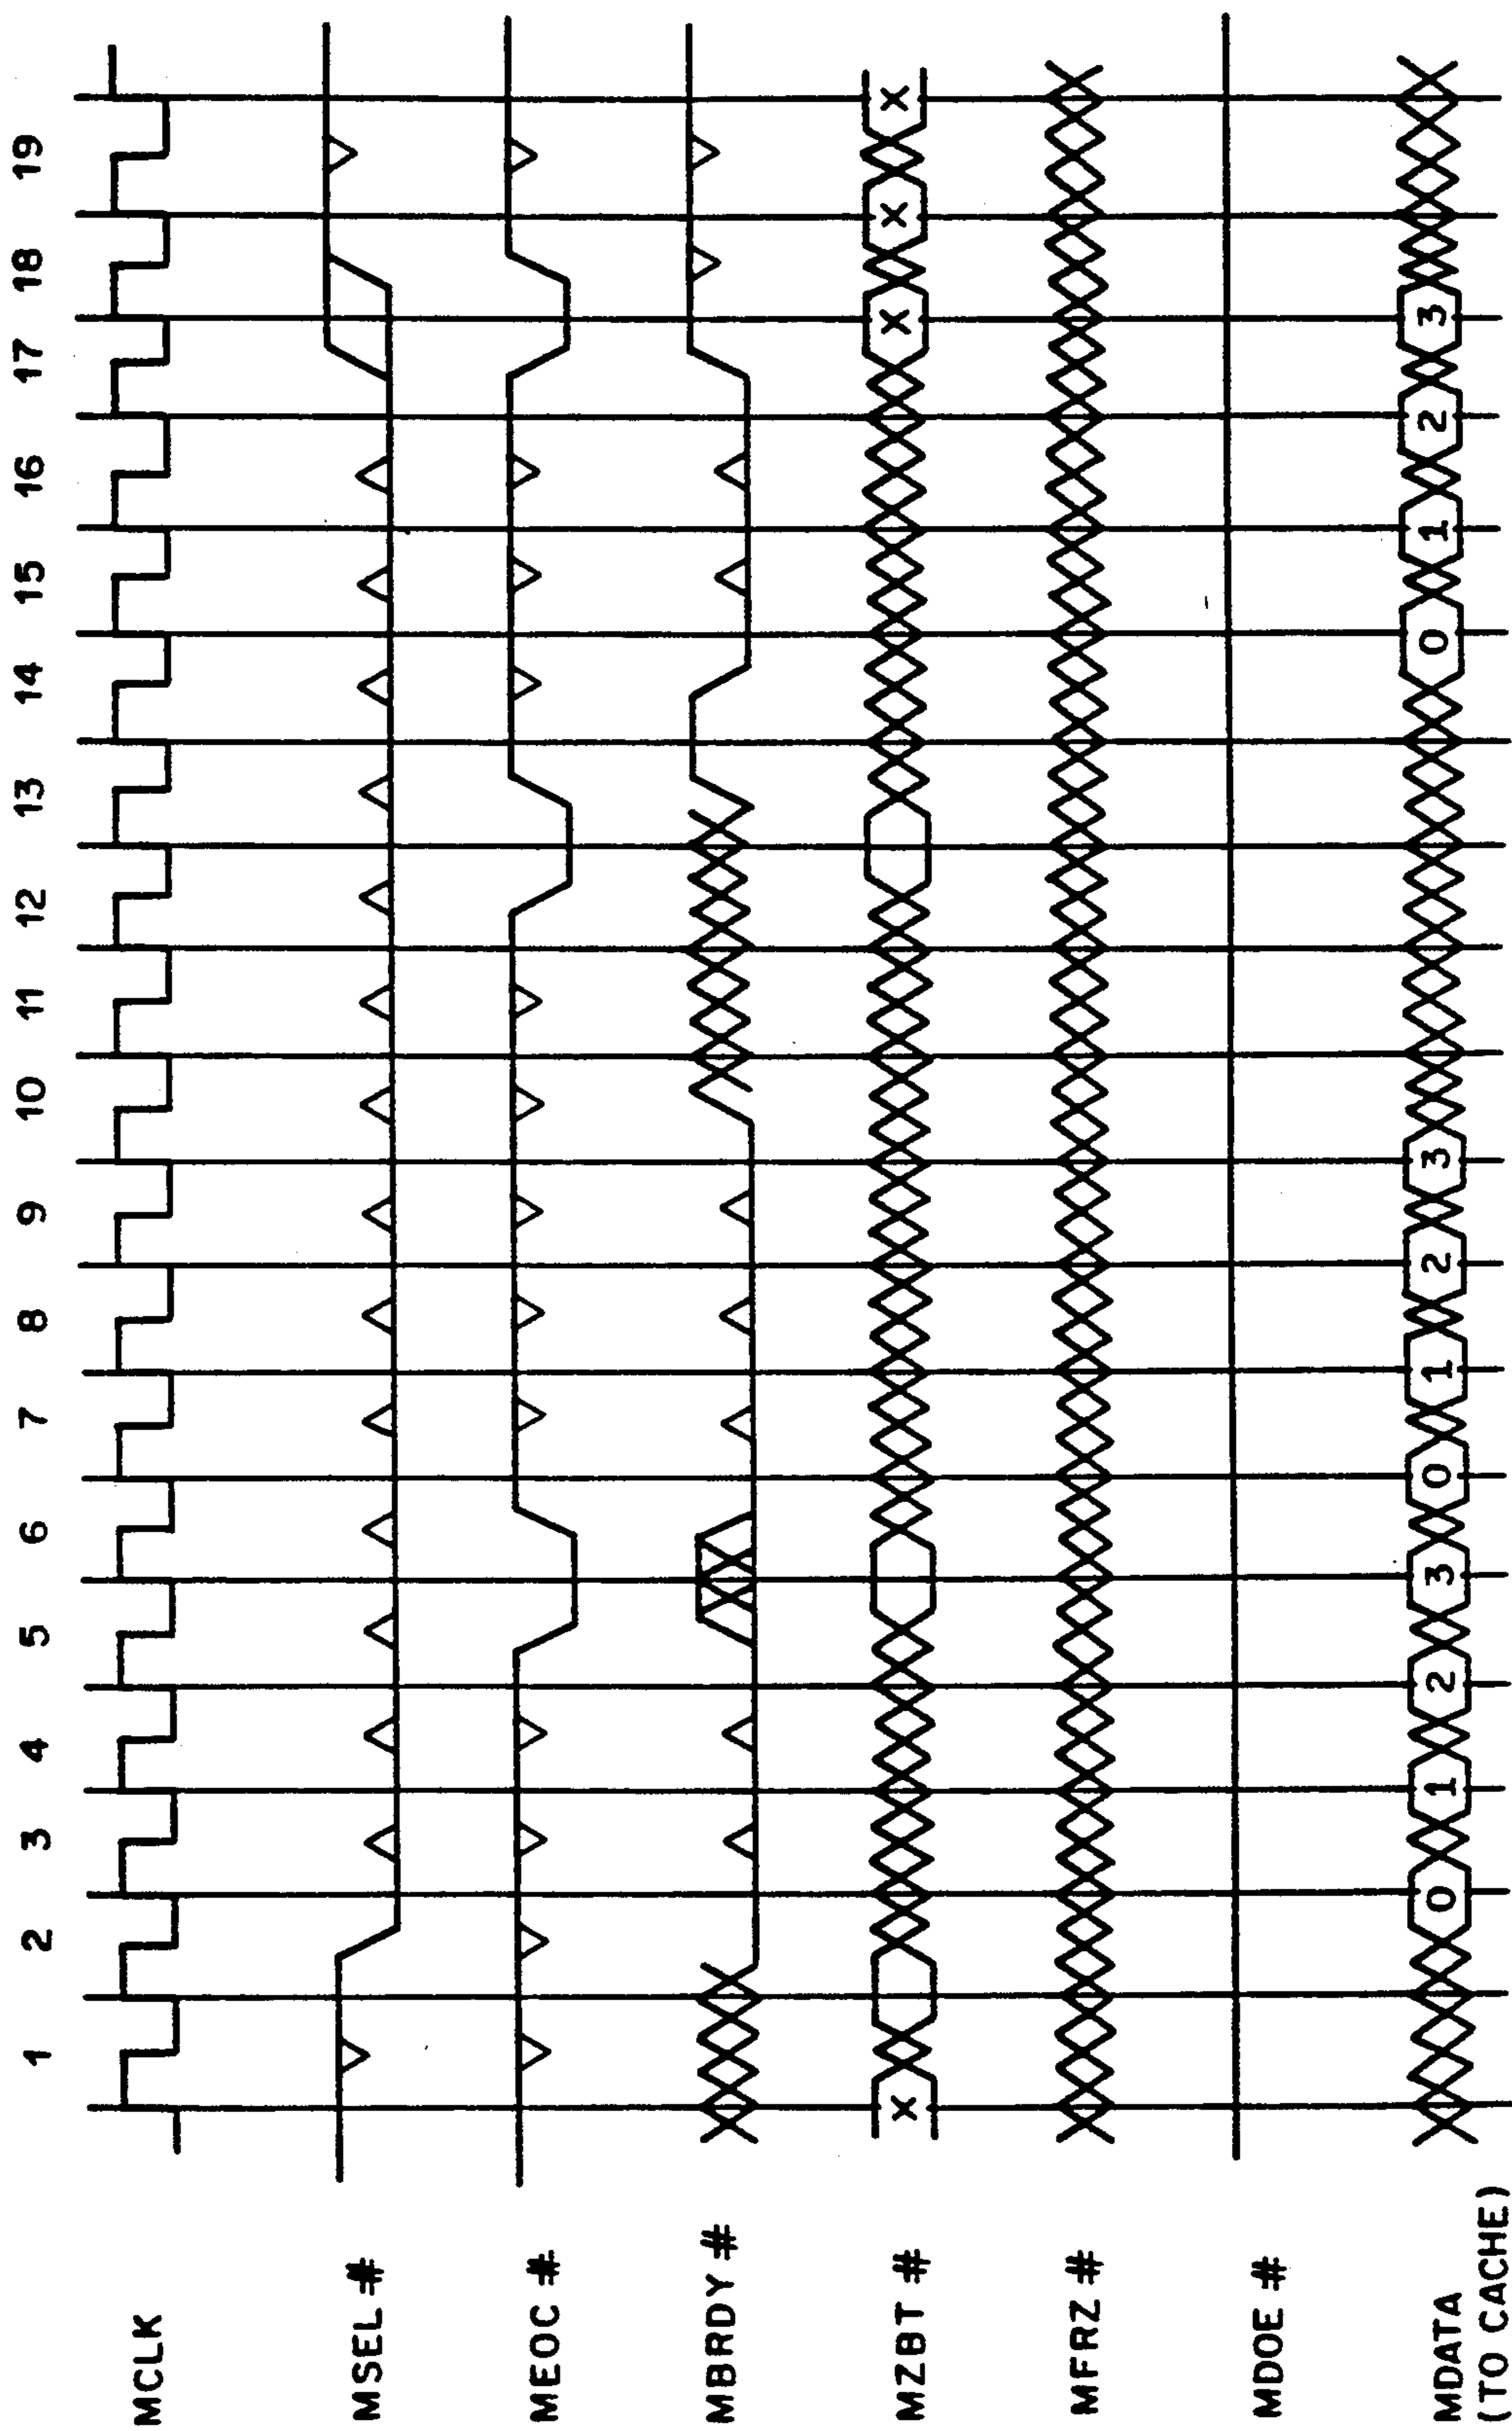 1 2 3 4 5 6 7 8 9 10 11 12 13 14 15 16 17 18 19
MCLK
MSEL #
MEOC #
MBRDY #
MZBT # X X X X
MFRZ #
MDOE #
MDATA 0 1 2 3 0 1 2 3 0 1 2 3
(TO CACHE)